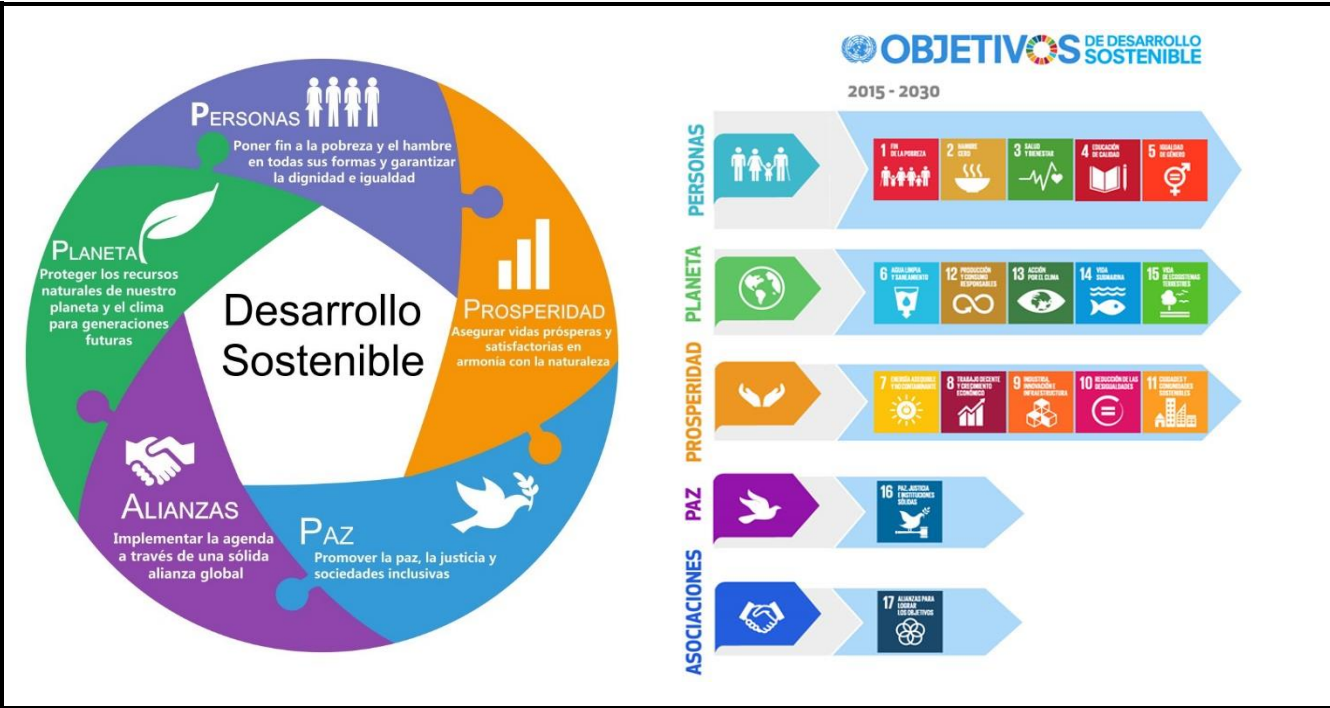 PERSONAS
Poner fin a la pobreza y el hambre
en todas sus formas y garantizar
la dignidad e igualdad
PLANETA
Proteger los recursos
naturales de nuestro
planeta y el clima
para generaciones
futuras
Desarrollo
Sostenible
PROSPERIDAD
Asegurar vidas prósperas y
satisfactorias en
armonía con la naturaleza
ALIANZAS
Implementar la agenda
a través de una sólida
alianza global
PAZ
Promover la paz, la justicia y
sociedades inclusivas
OBJETIVOS DE DESARROLLO
SOSTENIBLE
2015 - 2030
PERSONAS
1 FIN
DE LA POBREZA
2 HAMBRE
CERO
3 SALUD
Y BIENESTAR
4 EDUCACIÓN
DE CALIDAD
5 IGUALDAD
DE GÉNERO
PLANETA
6 AGUA LIMPIA
Y SANEAMIENTO
12 PRODUCCIÓN
Y CONSUMO
RESPONSABLES
13 ACCIÓN
POR EL CLIMA
14 VIDA
SUBMARINA
15 VIDA
DE ECOSISTEMAS
TERRESTRES
PROSPERIDAD
7 ENERGÍA ASEQUIBLE
Y NO CONTAMINANTE
8 TRABAJO DECENTE
Y CRECIMIENTO
ECONÓMICO
9 INDUSTRIA,
INNOVACIÓN E
INFRAESTRUCTURA
10 REDUCCIÓN DE LAS
DESIGUALDADES
11 CIUDADES Y
COMUNIDADES
SOSTENIBLES
PAZ
16 PAZ, JUSTICIA
E INSTITUCIONES
SÓLIDAS
ASOCIACIONES
17 ALIANZAS PARA
LOGRAR
LOS OBJETIVOS